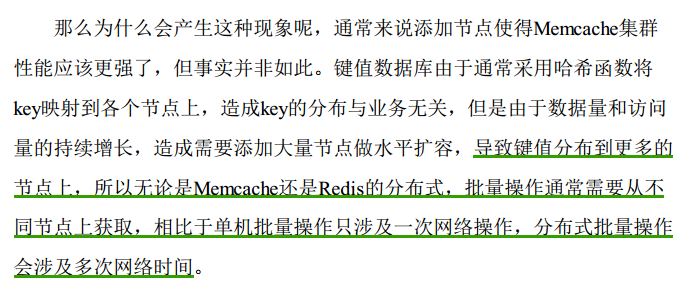 那么为什么会产生这种现象呢，通常来说添加节点使得Memcache集群
性能应该更强了，但事实并非如此。键值数据库由于通常采用哈希函数将
key映射到各个节点上，造成key的分布与业务无关，但是由于数据量和访问
量的持续增长，造成需要添加大量节点做水平扩容，导致键值分布到更多的
节点上，所以无论是Memcache还是Redis的分布式，批量操作通常需要从不
同节点上获取，相比于单机批量操作只涉及一次网络操作，分布式批量操作
会涉及多次网络时间。